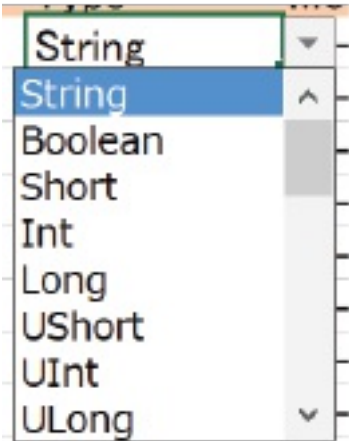 String
String
Boolean
Short
Int
Long
UShort
UInt
ULong